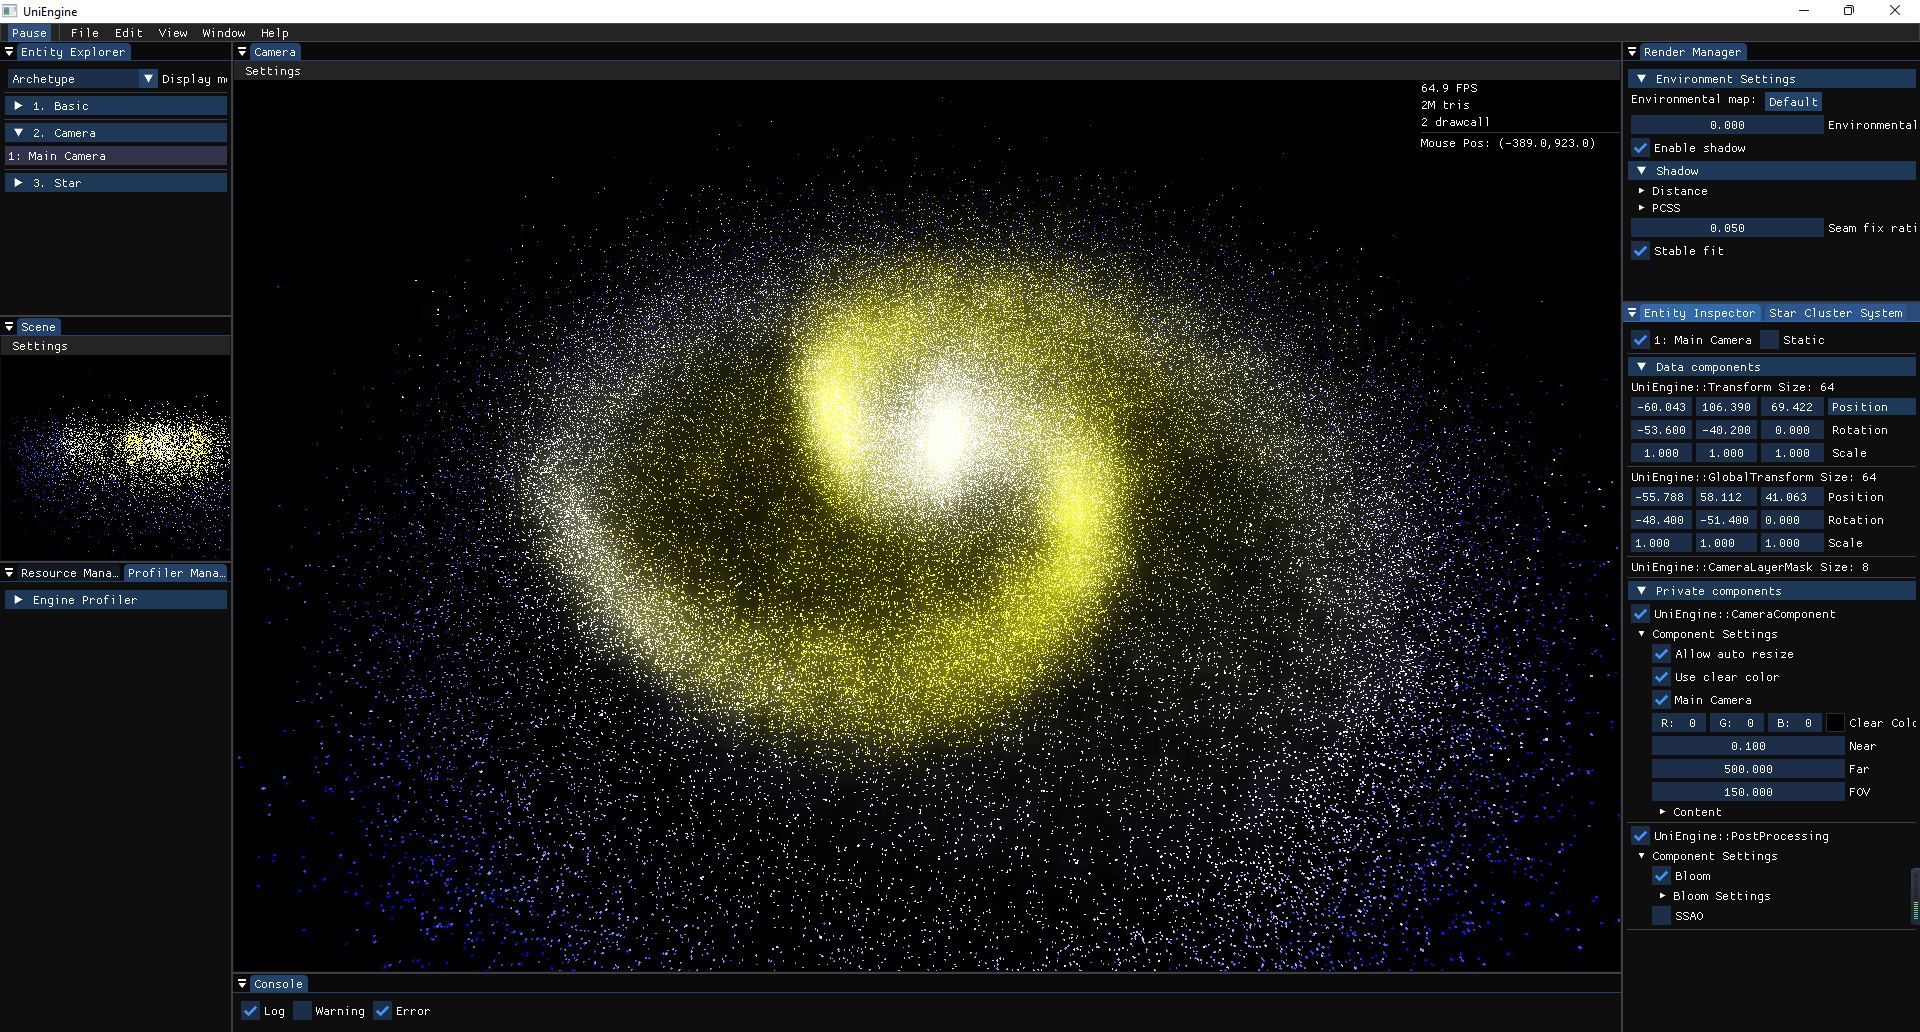 UniEngine
Pause File Edit View Window Help
Entity Explorer
Archetype Display m
1. Basic
2. Camera
1: Main Camera
3. Star
Scene
Settings
Resource Mana… Profiler Mana…
Engine Profiler
Camera
Settings
64.9 FPS
2M tris
2 drawcall
Mouse Pos: (-389.0,923.0)
Console
Log Warning Error
Render Manager
Environment Settings
Environmental map: Default
0.000 Environmental
Enable shadow
Shadow
Distance
PCSS
0.050 Seam fix rati
Stable fit
Entity Inspector Star Cluster System
1: Main Camera Static
Data components
UniEngine::Transform Size: 64
-60.043 106.390 69.422 Position
-53.600 -40.200 0.000 Rotation
1.000 1.000 1.000 Scale
UniEngine::GlobalTransform Size: 64
-55.788 58.112 41.063 Position
-48.400 -51.400 0.000 Rotation
1.000 1.000 1.000 Scale
UniEngine::CameraLayerMask Size: 8
Private components
UniEngine::CameraComponent
Component Settings
Allow auto resize
Use clear color
Main Camera
R: 0 G: 0 B: 0 Clear Colo
0.100 Near
500.000 Far
150.000 FOV
Content
UniEngine::PostProcessing
Component Settings
Bloom
Bloom Settings
SSAO